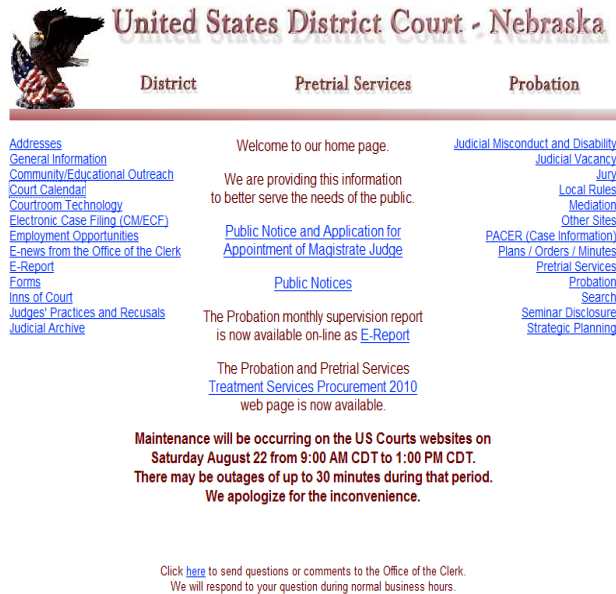 United States District Court - Nebraska
District
Pretrial Services
Probation
Addresses
General Information
Community/Educational Outreach
Court Calendar
Courtroom Technology
Electronic Case Filing (CM/ECF)
Employment Opportunities
E-news from the Office of the Clerk
E-Report
Forms
Inns of Court
Judges' Practices and Recusals
Judicial Archive
Welcome to our home page.
We are providing this information
to better serve the needs of the public.
Public Notice and Application for
Appointment of Magistrate Judge
Public Notices
The Probation monthly supervision report
is now available on-line as E-Report
The Probation and Pretrial Services
Treatment Services Procurement 2010
web page is now available.
Judicial Misconduct and Disability
Judicial Vacancy
Jury
Local Rules
Mediation
Other Sites
PACER (Case Information)
Plans / Orders / Minutes
Pretrial Services
Probation
Search
Seminar Disclosure
Strategic Planning
Maintenance will be occurring on the US Courts websites on
Saturday August 22 from 9:00 AM CDT to 1:00 PM CDT.
There may be outages of up to 30 minutes during that period.
We apologize for the inconvenience.
Click here to send questions or comments to the Office of the Clerk.
We will respond to your question during normal business hours.